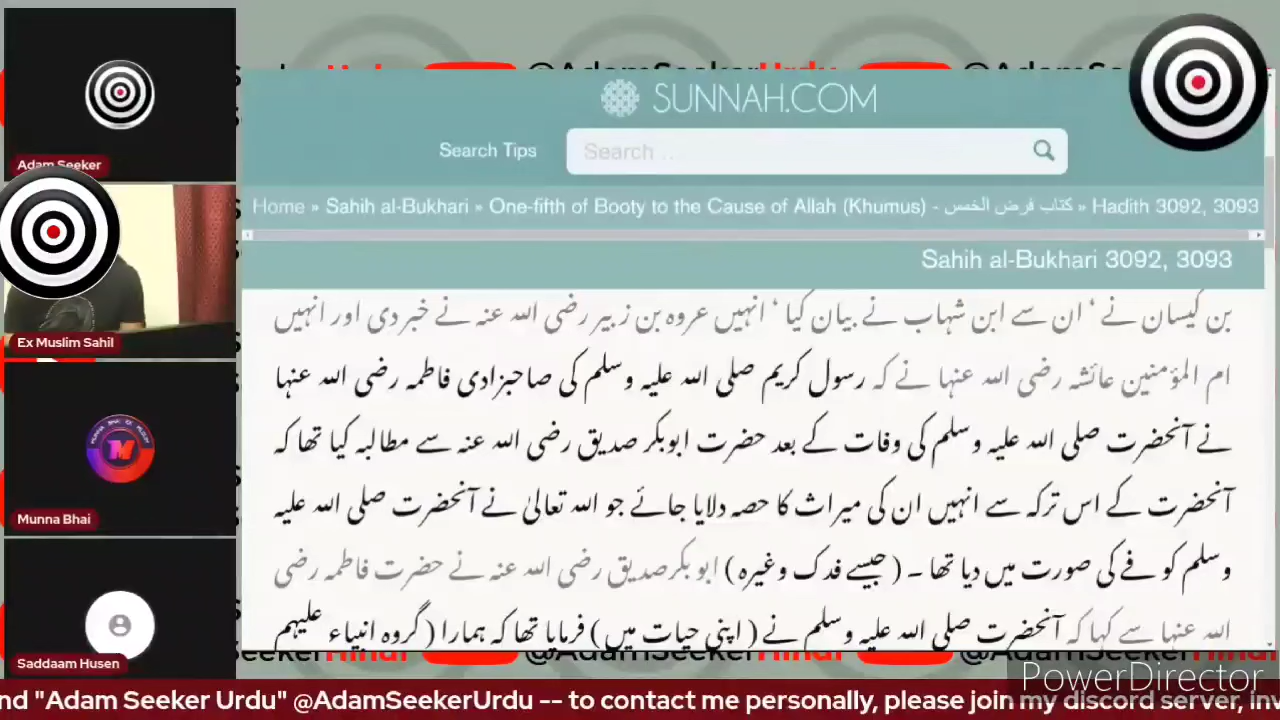 @AdamSeekerUrdu
SUNNAH.COM
Search Tips
Search ...
Home » Sahih al-Bukhari » One-fifth of Booty to the Cause of Allah (Khumus) - كتاب فرض الخمس » Hadith 3092, 3093
Sahih al-Bukhari 3092, 3093
بن کیسان نے ‘ ان سے ابن شہاب نے بیان کیا ‘ انہیں عروہ بن زبیر رضی اللہ عنہ نے خبر دی اور انہیں
ام المؤمنین عائشہ رضی اللہ عنہا نے کہ رسول کریم صلی اللہ علیہ وسلم کی صاحبزادی فاطمہ رضی اللہ عنہا
نے آنحضرت صلی اللہ علیہ وسلم کی وفات کے بعد حضرت ابوبکر صدیق رضی اللہ عنہ سے مطالبہ کیا تھا کہ
آنحضرت کے اس ترکہ سے انہیں ان کی میراث کا حصہ دلایا جائے جو اللہ تعالیٰ نے آنحضرت صلی اللہ علیہ
وسلم کو فے کی صورت میں دیا تھا ۔ ( جیسے فدک وغیرہ ) ابوبکر صدیق رضی اللہ عنہ نے حضرت فاطمہ رضی
اللہ عنہا سے کہا کہ آنحضرت صلی اللہ علیہ وسلم نے ( اپنی حیات میں ) فرمایا تھا کہ ہمارا ( گروہ انبیاء علیہم
Adam Seeker
Ex Muslim Sahil
Munna Bhai
M
Saddaam Husen
PowerDirector
nd "Adam Seeker Urdu" @AdamSeekerUrdu -- to contact me personally, please join my discord server, inv